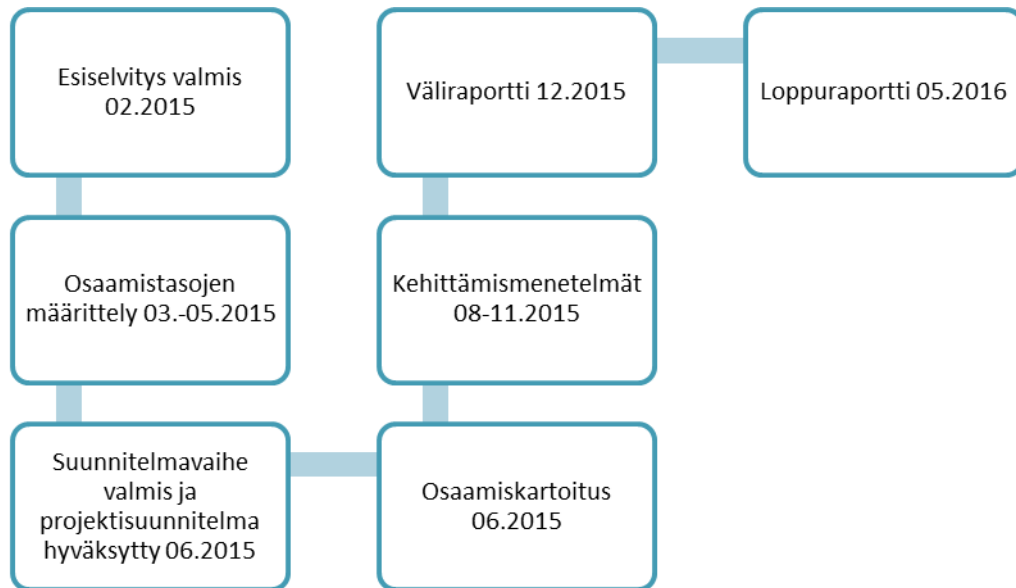 Esiselvitys valmis
02.2015
Osaamistasojen
määrittely 03.-05.2015
Suunnitelmavaihe
valmis ja
projektisuunnitelma
hyväksytty 06.2015
Osaamiskartoitus
06.2015
Kehittämismenetelmät
08-11.2015
Väliraportti 12.2015
Loppuraportti 05.2016